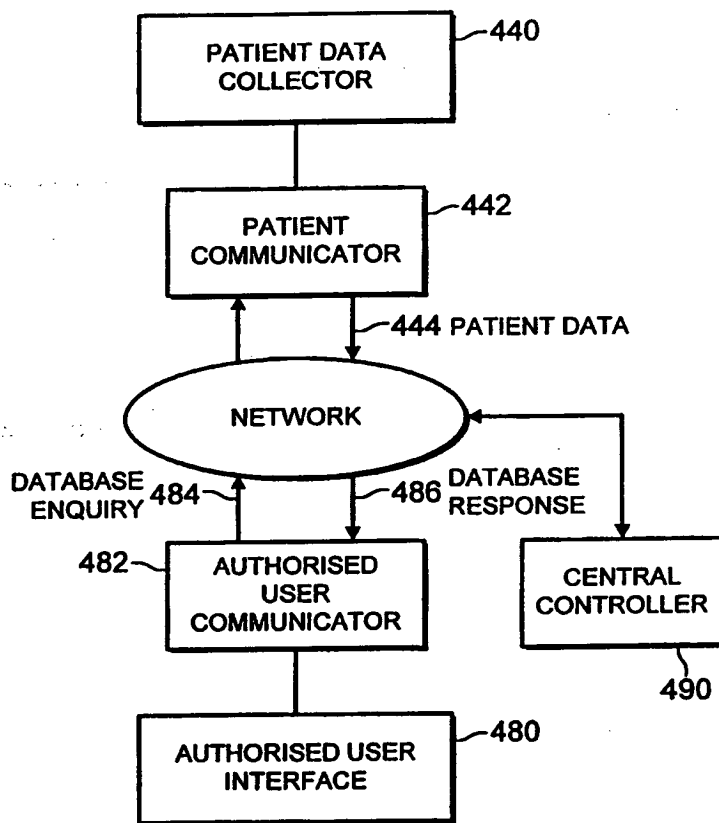 PATIENT DATA
COLLECTOR
440
PATIENT
COMMUNICATOR
442
444 PATIENT DATA
NETWORK
DATABASE
ENQUIRY
484
486
DATABASE
RESPONSE
482
AUTHORISED
USER
COMMUNICATOR
CENTRAL
CONTROLLER
490
AUTHORISED USER
INTERFACE
480